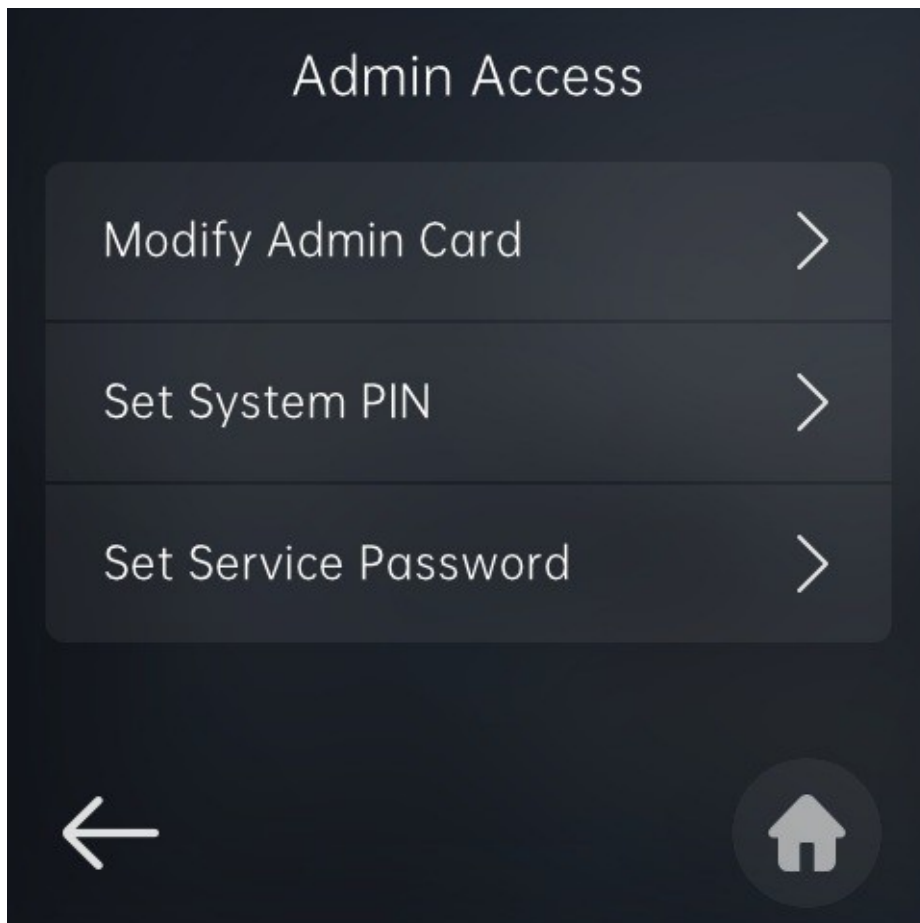 Admin Access
Modify Admin Card
Set System PIN
Set Service Password